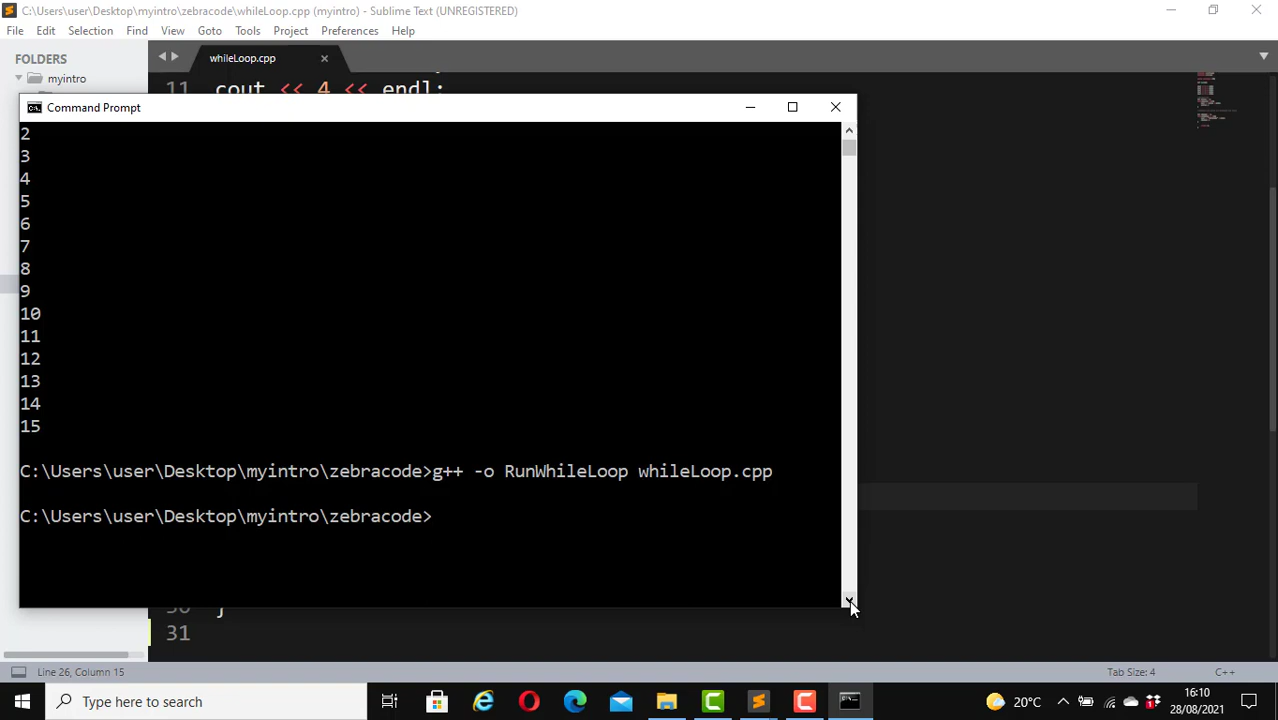 C:\Users\user\Desktop\myintro\zebracode\whileLoop.cpp (myintro) - Sublime Text (UNREGISTERED)
File Edit Selection Find View Goto Tools Project Preferences Help
FOLDERS
myintro
whileLoop.cpp
11 cout << 4 << endl;
Command Prompt
2
3
4
5
6
7
8
9
10
11
12
13
14
15
C:\Users\user\Desktop\myintro\zebracode>g++ -o RunWhileLoop whileLoop.cpp
C:\Users\user\Desktop\myintro\zebracode>
30 }
31
Line 26, Column 15
Tab Size: 4
C++
Type here to search
20°C
1
16:10
28/08/2021